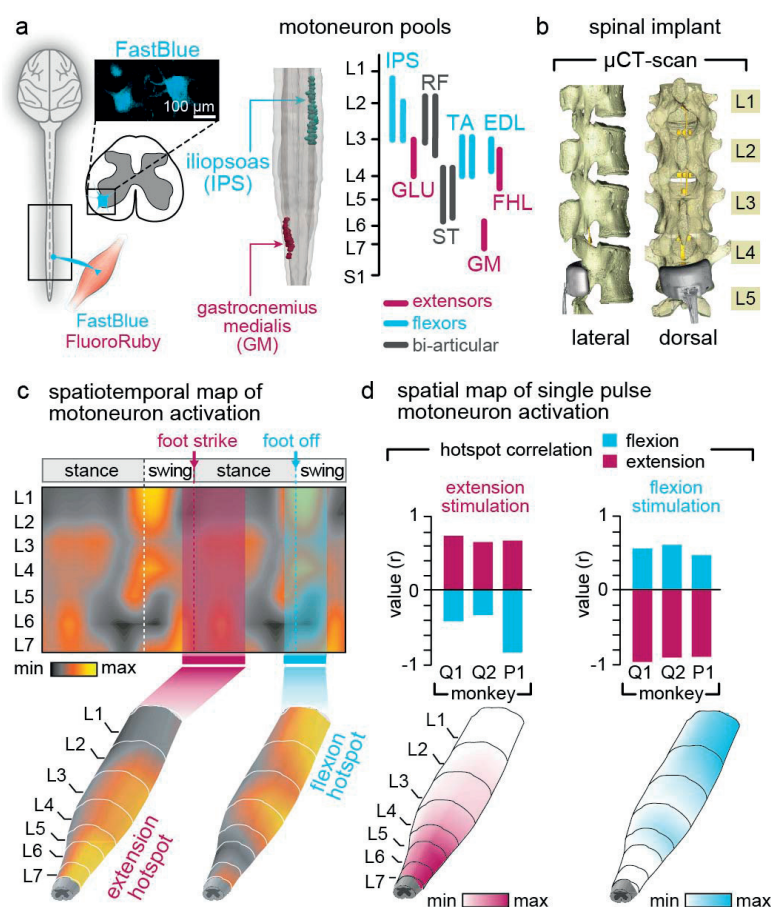 a
motoneuron pools
FastBlue
100 µm
iliopsoas
(IPS)
gastrocnemius
medialis
(GM)
FastBlue
FluoroRuby
L1
L2
L3
L4
L5
L6
L7
S1
IPS
RF
TA
EDL
GLU
FHL
ST
GM
extensors
flexors
bi-articular
b
spinal implant
µCT-scan
L1
L2
L3
L4
L5
lateral
dorsal
c
spatiotemporal map of
motoneuron activation
foot strike
foot off
stance
swing
stance
swing
L1
L2
L3
L4
L5
L6
L7
min
max
L1
L2
L3
L4
L5
L6
L7
extension
hotspot
flexion
hotspot
d
spatial map of single pulse
motoneuron activation
hotspot correlation
flexion
extension
extension
stimulation
flexion
stimulation
value (r)
1
0
-1
Q1 Q2 P1
monkey
value (r)
1
0
-1
Q1 Q2 P1
monkey
L1
L2
L3
L4
L5
L6
L7
min
max
min
max